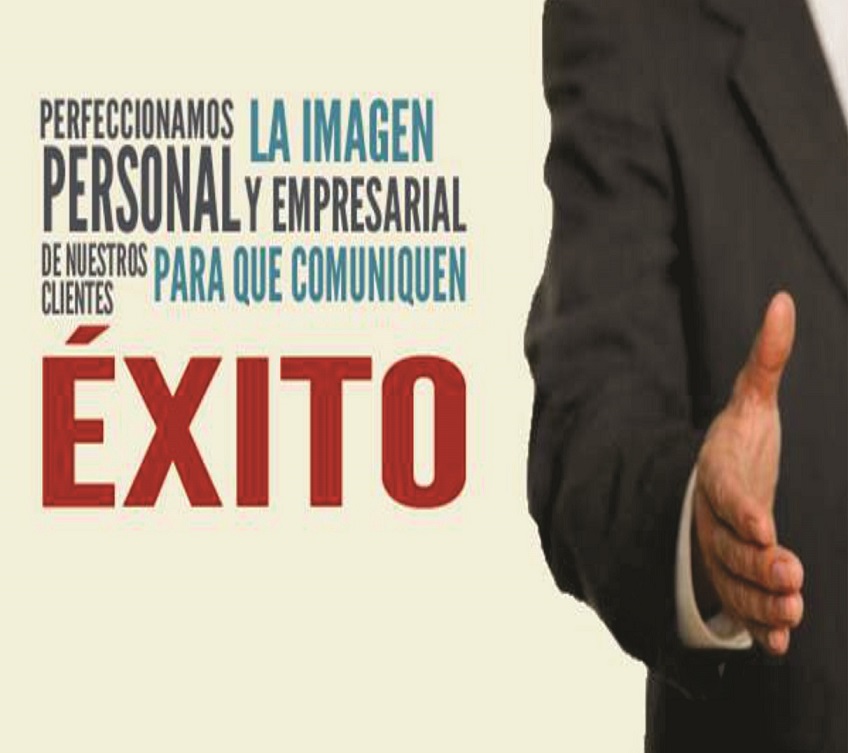 PERFECCIONAMOS LA IMAGEN
PERSONAL Y EMPRESARIAL
DE NUESTROS
CLIENTES
PARA QUE COMUNIQUEN
ÉXITO